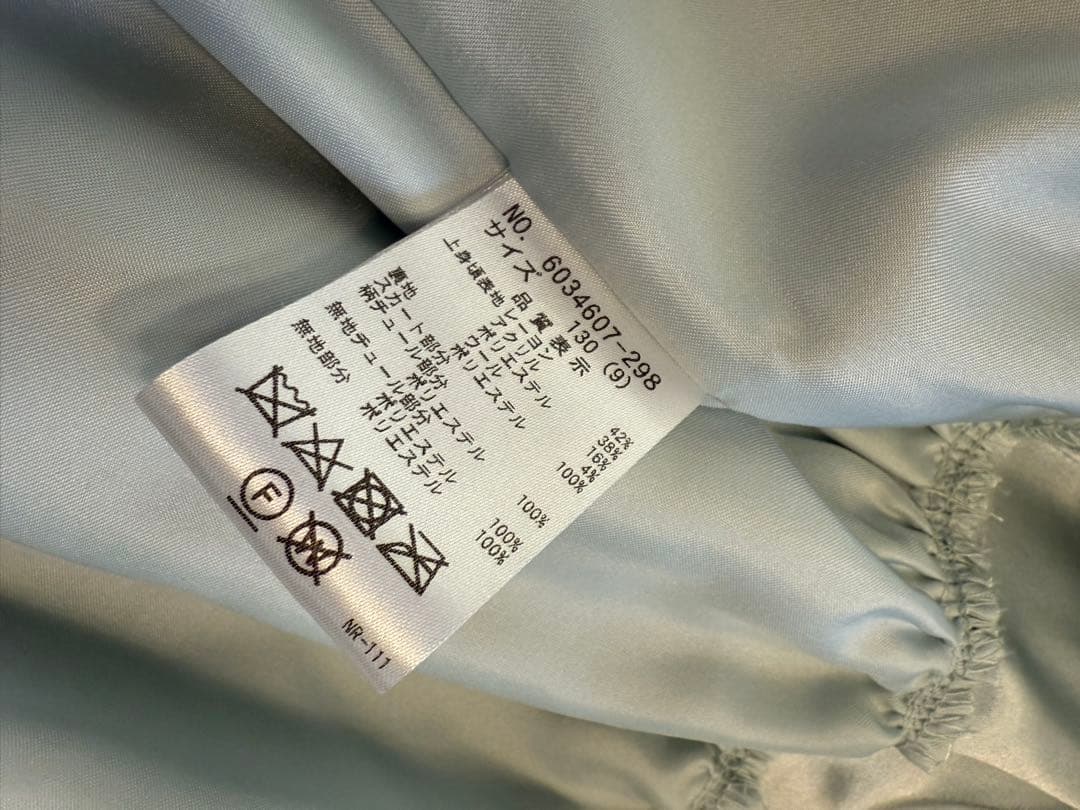 NO. 6034607-298
サイズ 130 (9)
品質表示
上身頃表地 レーヨン 42%
アクリル 38%
ポリエステル 16%
ウール 4%
裏地 ポリエステル 100%
スカート部分
柄チュール部分 ポリエステル 100%
無地チュール部分 ポリエステル 100%
無地部分 ポリエステル 100%
F
W
NR-111